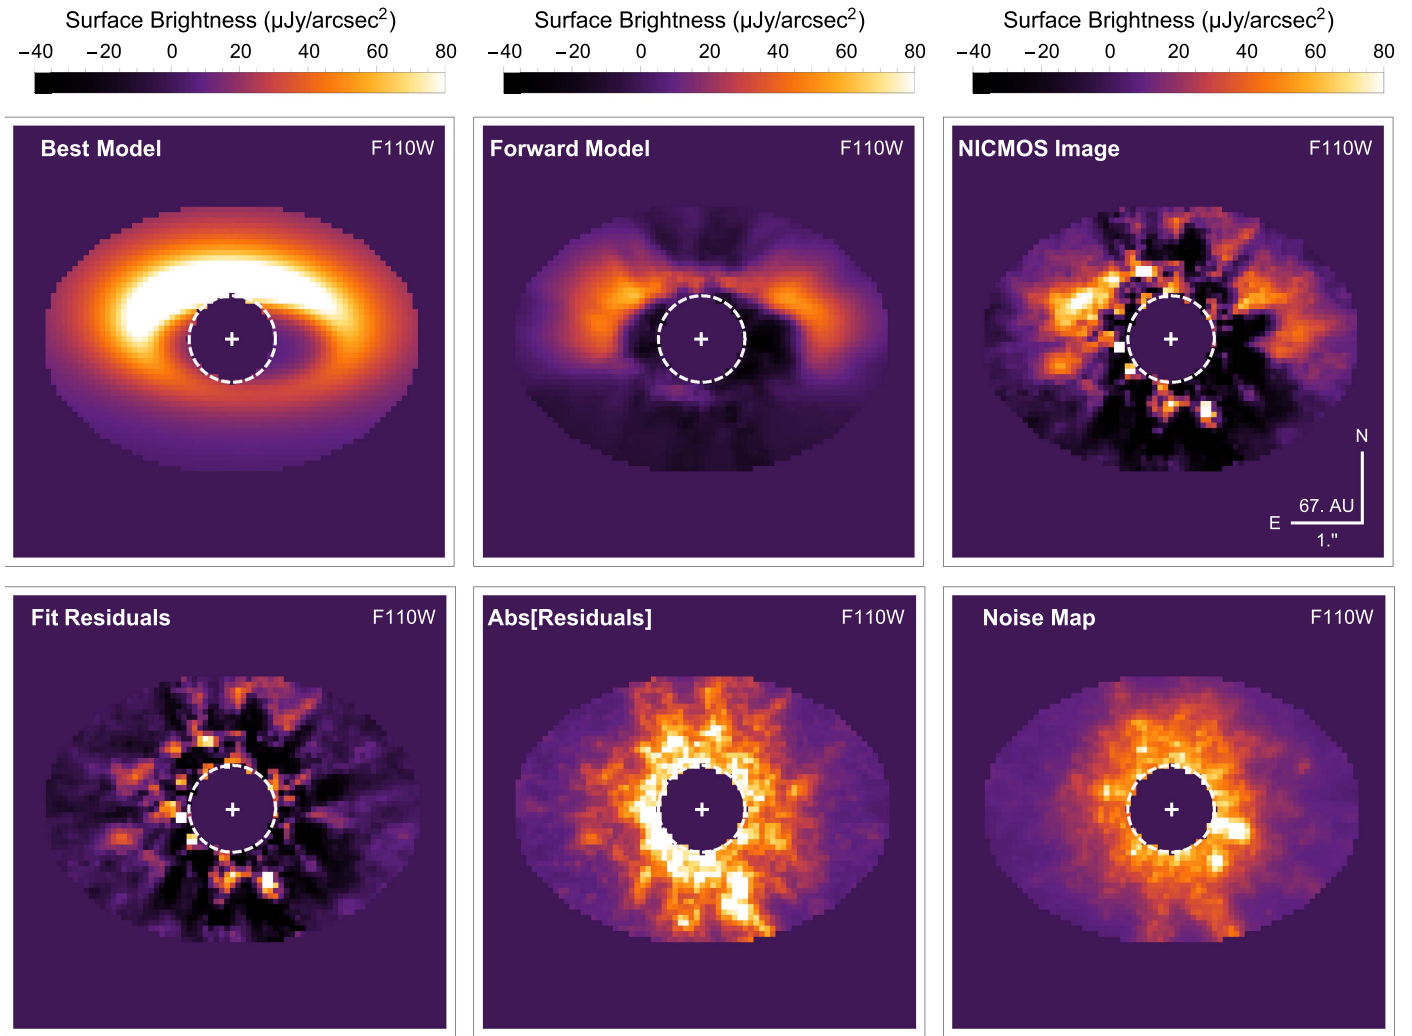 Surface Brightness (μJy/arcsec²) Surface Brightness (μJy/arcsec²) Surface Brightness (μJy/arcsec²)
−40 −20 0 20 40 60 80 −40 −20 0 20 40 60 80 −40 −20 0 20 40 60 80
Best Model F110W Forward Model F110W NICMOS Image F110W
N
67. AU
E
1."
Fit Residuals F110W Abs[Residuals] F110W Noise Map F110W